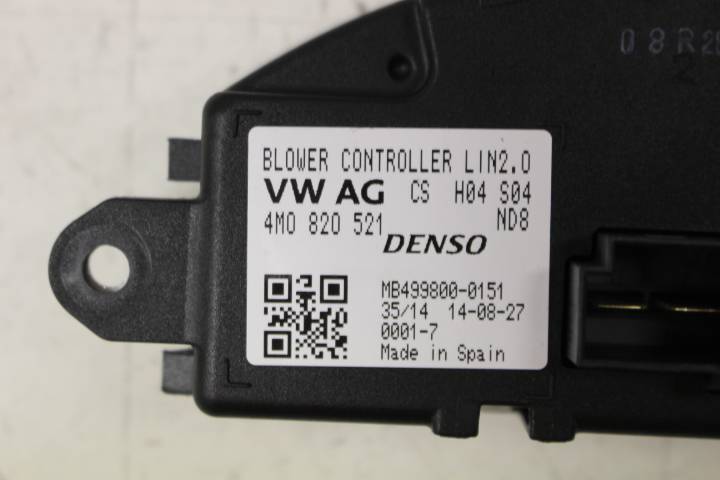 08R2
BLOWER CONTROLLER LIN2.0
VW AG CS H04 S04
4M0 820 521 ND8
DENSO
MB499800-0151
35/14 14-08-27
0001-7
Made in Spain